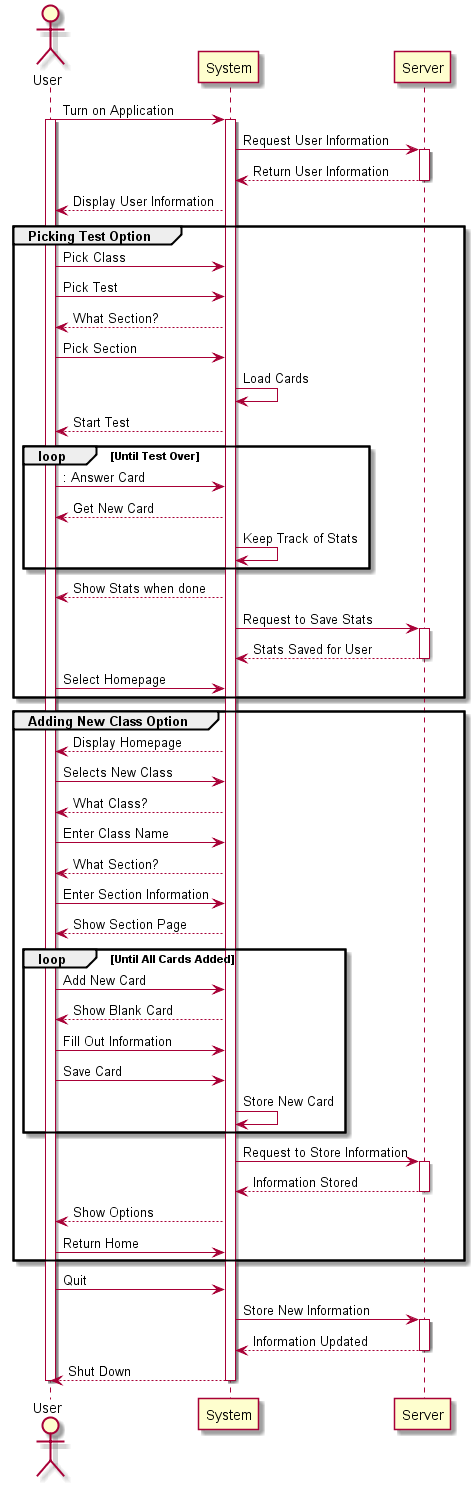 User
System
Server
Turn on Application
Request User Information
Return User Information
Display User Information
Picking Test Option
Pick Class
Pick Test
What Section?
Pick Section
Load Cards
Start Test
loop [Until Test Over]
: Answer Card
Get New Card
Keep Track of Stats
Show Stats when done
Request to Save Stats
Stats Saved for User
Select Homepage
Adding New Class Option
Display Homepage
Selects New Class
What Class?
Enter Class Name
What Section?
Enter Section Information
Show Section Page
loop [Until All Cards Added]
Add New Card
Show Blank Card
Fill Out Information
Save Card
Store New Card
Request to Store Information
Information Stored
Show Options
Return Home
Quit
Store New Information
Information Updated
Shut Down
User
System
Server